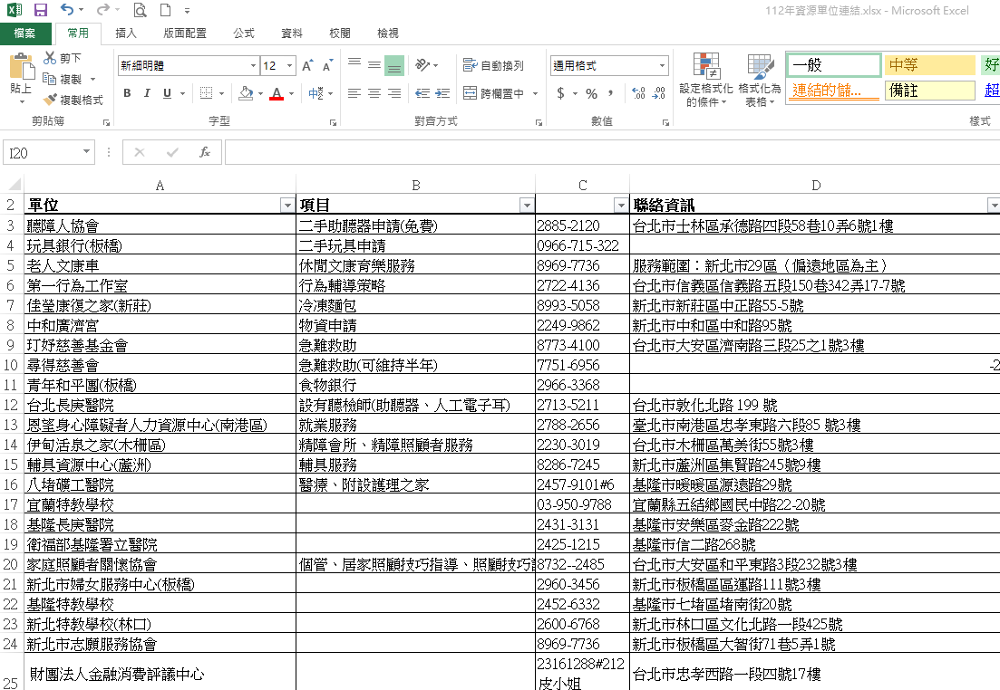 112年資源單位連結.xlsx - Microsoft Excel
檔案 常用 插入 版面配置 公式 資料 校閱 檢視
貼上 剪下 複製 複製格式 剪貼簿
新細明體 12 A A B I U A 中 字型
自動換列 跨欄置中 對齊方式
通用格式 $ % , .00 .00 數值
設定格式化的條件 格式化為表格
一般 中等 好
連結的儲... 備註 超
樣式
I20 fx
A B C D
2 單位 項目 聯絡資訊
3 聽障人協會 二手助聽器申請(免費) 2885-2120 台北市士林區承德路四段58巷10弄6號1樓
4 玩具銀行(板橋) 二手玩具申請 0966-715-322
5 老人文康車 休閒文康育樂服務 8969-7736 服務範圍：新北市29區（偏遠地區為主）
6 第一行為工作室 行為輔導策略 2722-4136 台北市信義區信義路五段150巷342弄17-7號
7 佳瑩康復之家(新莊) 冷凍麵包 8993-5058 新北市新莊區中正路55-5號
8 中和廣濟宮 物資申請 2249-9862 新北市中和區中和路95號
9 玎妤慈善基金會 急難救助 8773-4100 台北市大安區濟南路三段25之1號3樓
10 尋得慈善會 急難救助(可維持半年) 7751-6956 -2
11 青年和平團(板橋) 食物銀行 2966-3368
12 台北長庚醫院 設有聽檢師(助聽器、人工電子耳) 2713-5211 台北市敦化北路 199 號
13 恩望身心障礙者人力資源中心(南港區) 就業服務 2788-2656 臺北市南港區忠孝東路六段85 號3樓
14 伊甸活泉之家(木柵區) 精障會所、精障照顧者服務 2230-3019 台北市木柵區萬美街55號3樓
15 輔具資源中心(蘆洲) 輔具服務 8286-7245 新北市蘆洲區集賢路245號9樓
16 八堵礦工醫院 醫療、附設護理之家 2457-9101#6 基隆市暖暖區源遠路29號
17 宜蘭特教學校 03-950-9788 宜蘭縣五結鄉國民中路22-20號
18 基隆長庚醫院 2431-3131 基隆市安樂區麥金路222號
19 衛福部基隆署立醫院 2425-1215 基隆市信二路268號
20 家庭照顧者關懷協會 個管、居家照顧技巧指導、照顧技巧 8732--2485 台北市大安區和平東路3段232號3樓
21 新北市婦女服務中心(板橋) 2960-3456 新北市板橋區區運路111號3樓
22 基隆特教學校 2452-6332 基隆市七堵區堵南街20號
23 新北特教學校(林口) 2600-6768 新北市林口區文化北路一段425號
24 新北市志願服務協會 8969-7736 新北市板橋區大智街71巷5弄1號
25 財團法人金融消費評議中心 23161288#212 皮小姐 台北市忠孝西路一段四號17樓